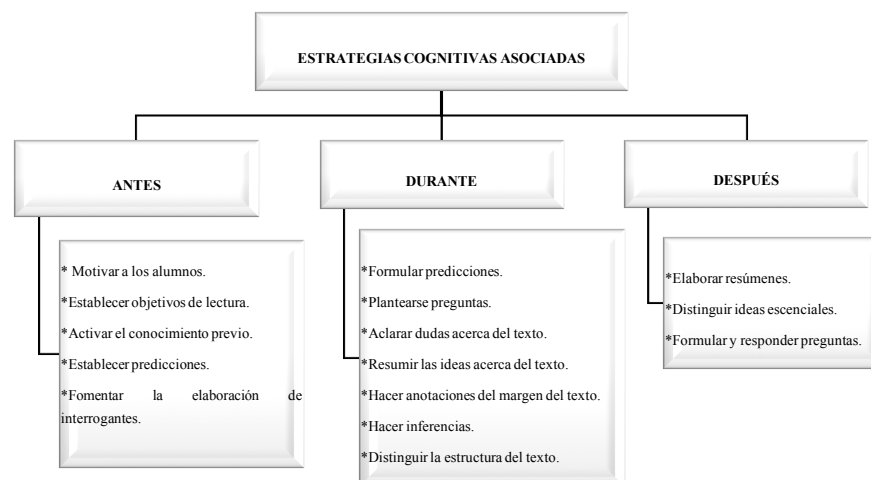 ESTRATEGIAS COGNITIVAS ASOCIADAS
ANTES
* Motivar a los alumnos.
*Establecer objetivos de lectura.
*Activar el conocimiento previo.
*Establecer predicciones.
*Fomentar la elaboración de
interrogantes.
DURANTE
*Formular predicciones.
*Plantearse preguntas.
*Aclarar dudas acerca del texto.
*Resumir las ideas acerca del texto.
*Hacer anotaciones del margen del texto.
*Hacer inferencias.
*Distinguir la estructura del texto.
DESPUÉS
*Elaborar resúmenes.
*Distinguir ideas escenciales.
*Formular y responder preguntas.